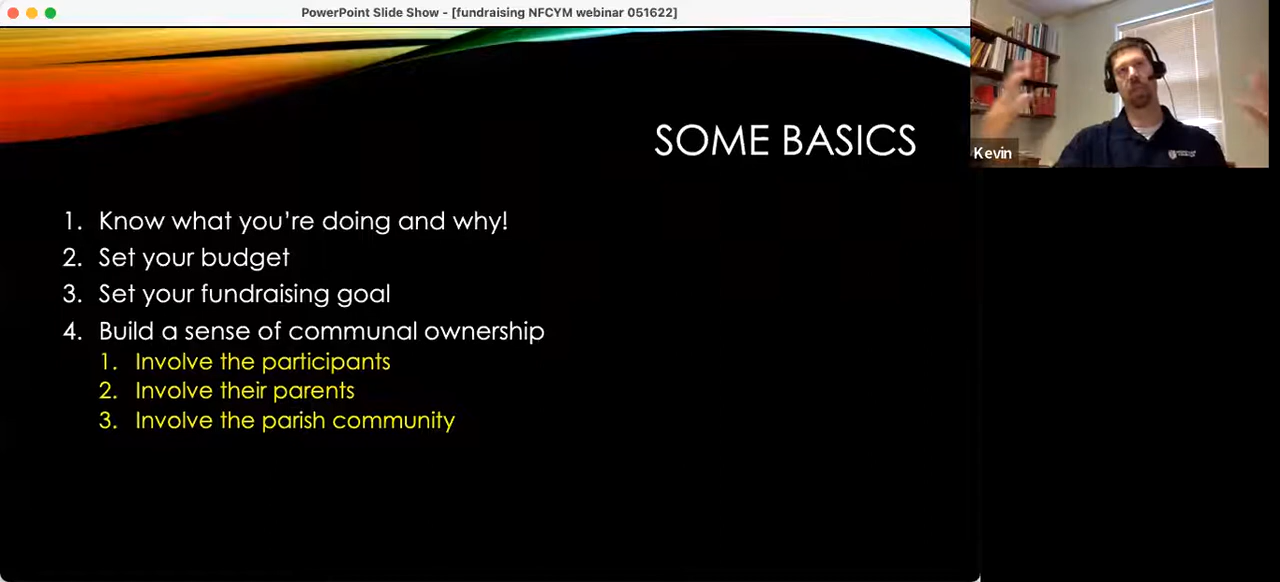 PowerPoint Slide Show - [fundraising NFCYM webinar 051622]
SOME BASICS
Kevin
1. Know what you're doing and why!
2. Set your budget
3. Set your fundraising goal
4. Build a sense of communal ownership
1. Involve the participants
2. Involve their parents
3. Involve the parish community